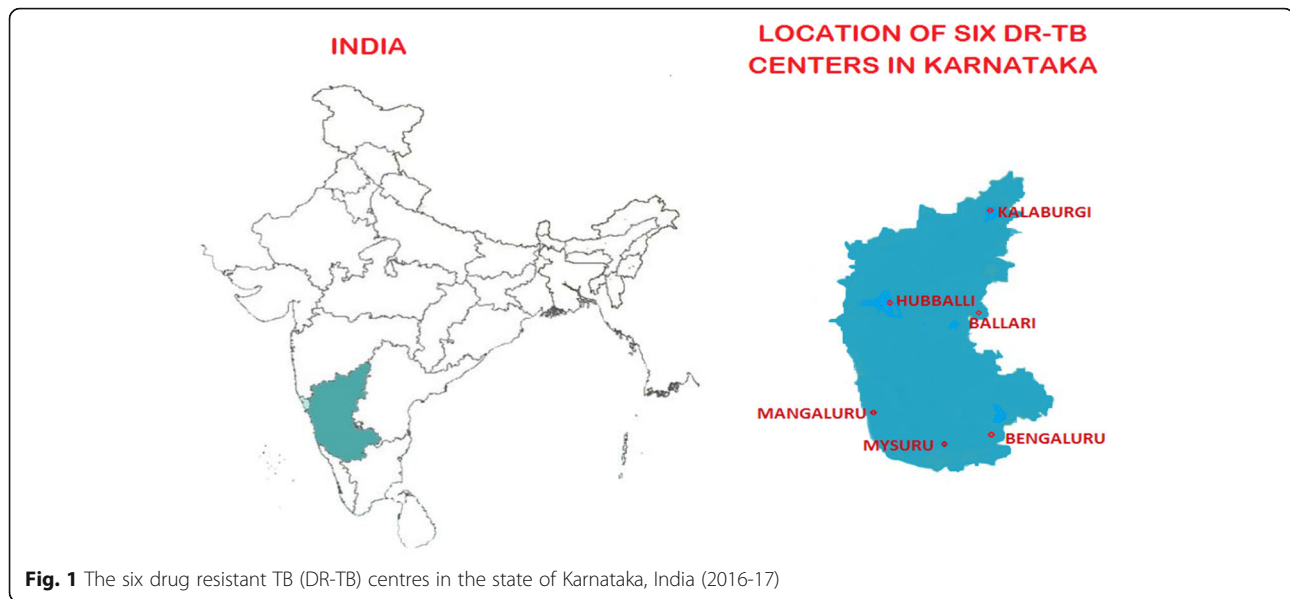 INDIA
LOCATION OF SIX DR-TB
CENTERS IN KARNATAKA
KALABURGI
HUBBALLI
BALLARI
MANGALURU
MYSURU
BENGALURU
Fig. 1 The six drug resistant TB (DR-TB) centres in the state of Karnataka, India (2016-17)